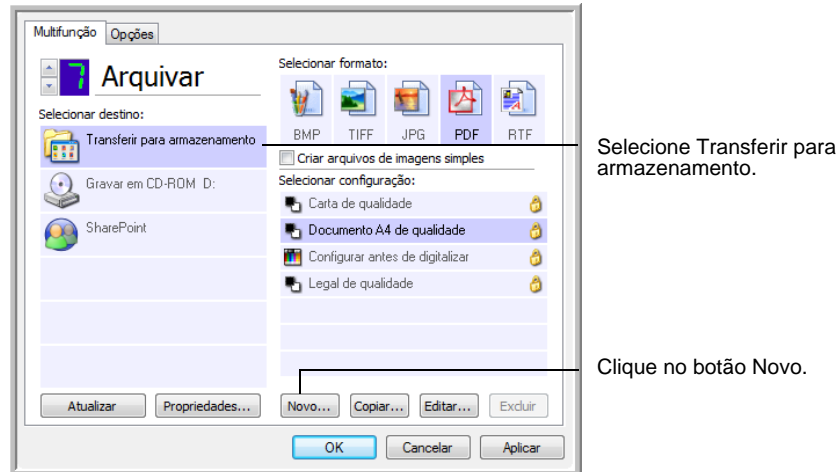 Multifunção
Opções
7 Arquivar
Selecionar destino:
Transferir para armazenamento
Gravar em CD-ROM D:
SharePoint
Selecionar formato:
BMP TIFF JPG PDF RTF
Criar arquivos de imagens simples
Selecionar configuração:
Carta de qualidade
Documento A4 de qualidade
Configurar antes de digitalizar
Legal de qualidade
Atualizar
Propriedades...
Novo...
Copiar...
Editar...
Excluir
OK
Cancelar
Aplicar
Selecione Transferir para
armazenamento.
Clique no botão Novo.